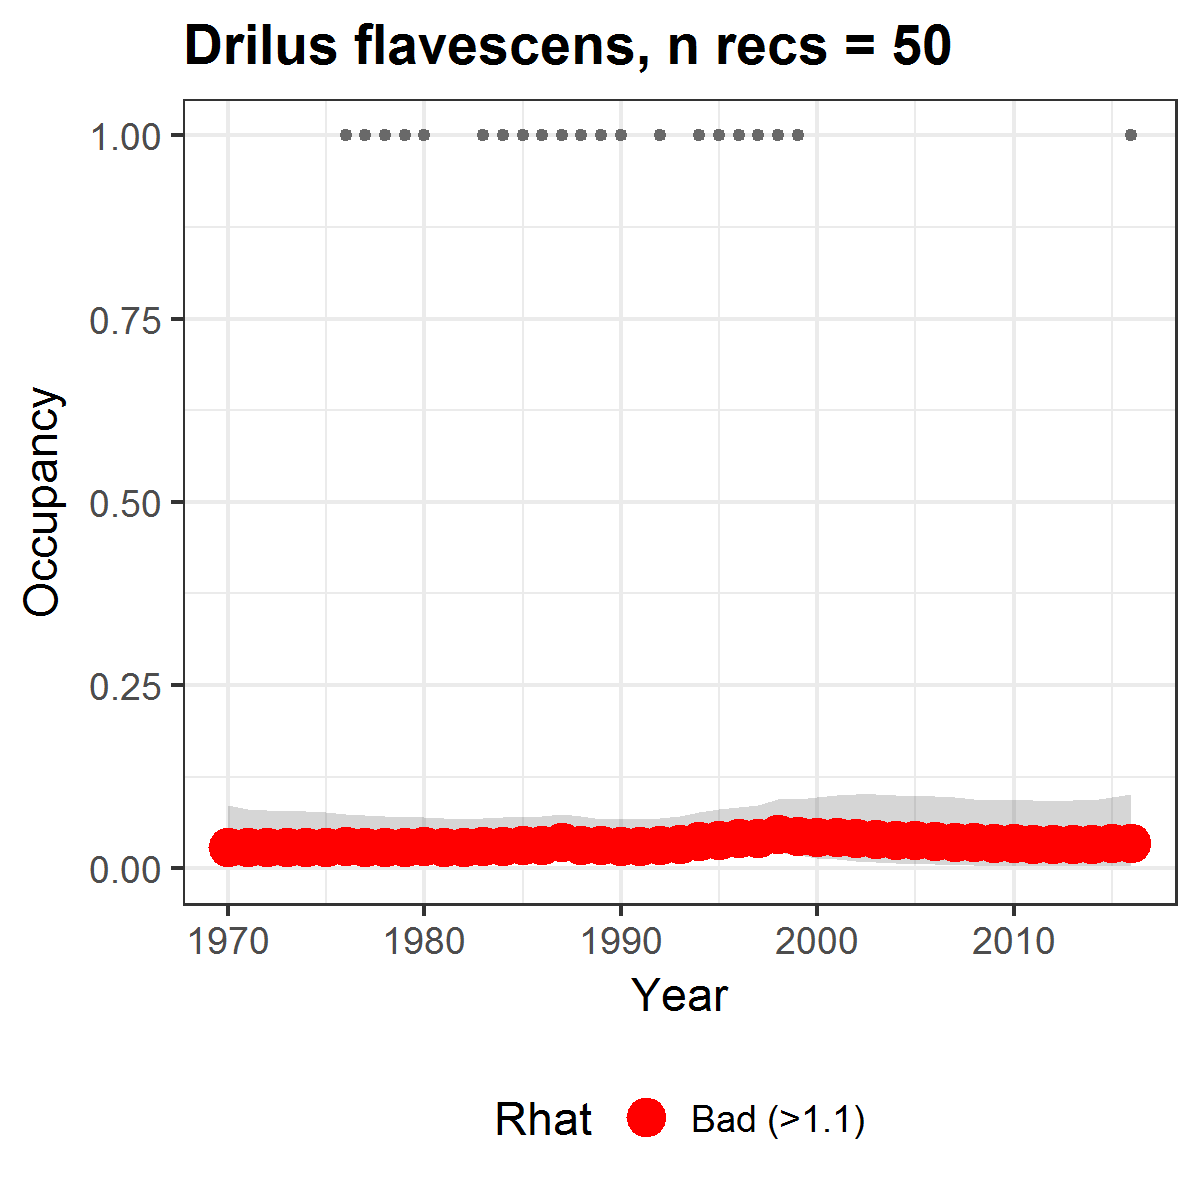 Drilus flavescens, n recs = 50
1.00
0.75
0.50
0.25
0.00
Occupancy
1970 1980 1990 2000 2010
Year
Rhat Bad (>1.1)